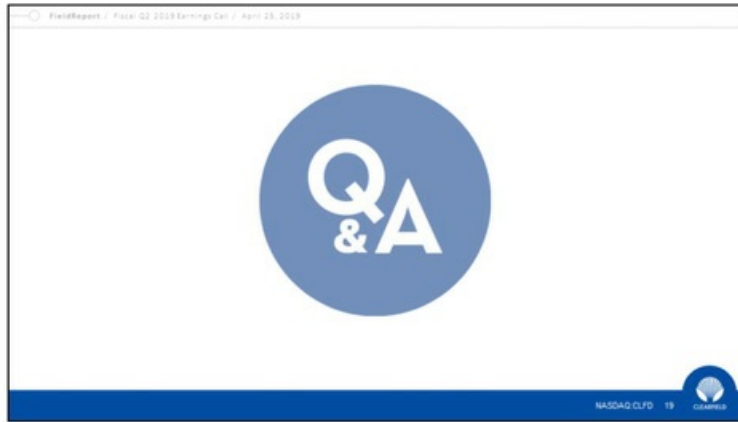 FieldReport / Fiscal Q2 2019 Earnings Call / April 25, 2019
Q
&A
NASDAQ:CLFD 19
CLEARFIELD